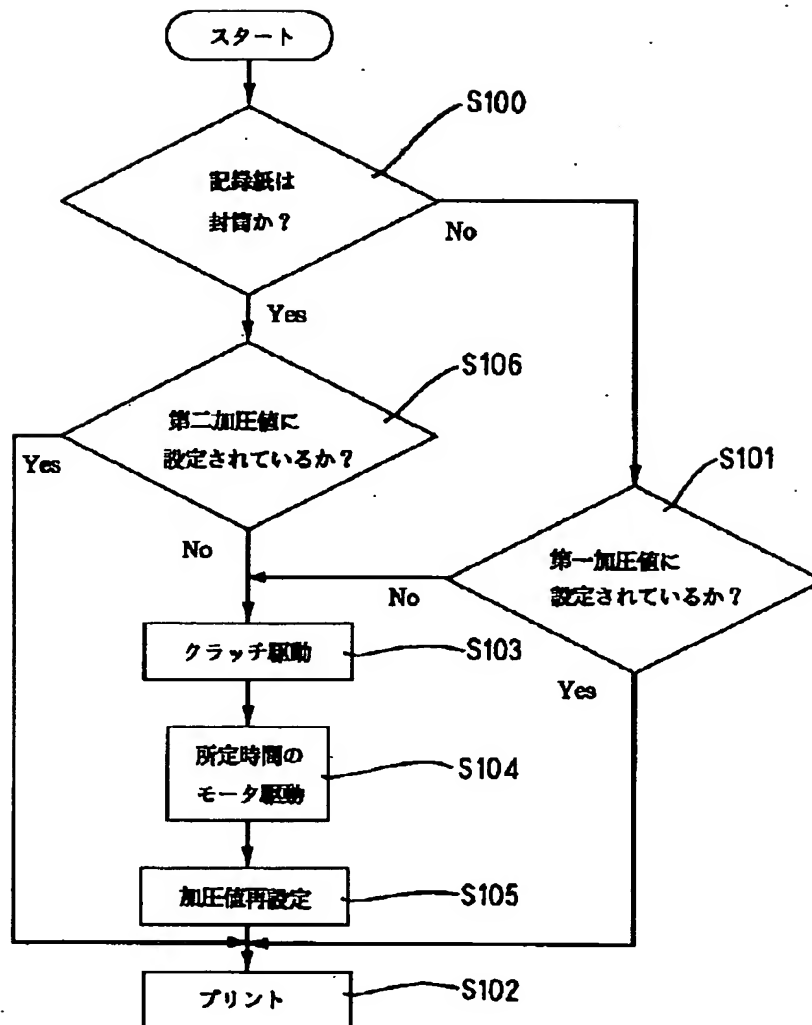 スタート
S100
記録紙は
封筒か？
No
Yes
S106
第二加圧値に
設定されているか？
Yes
S101
No
第一加圧値に
設定されているか？
No
クラッチ駆動
S103
Yes
所定時間の
モータ駆動
S104
加圧値再設定
S105
プリント
S102